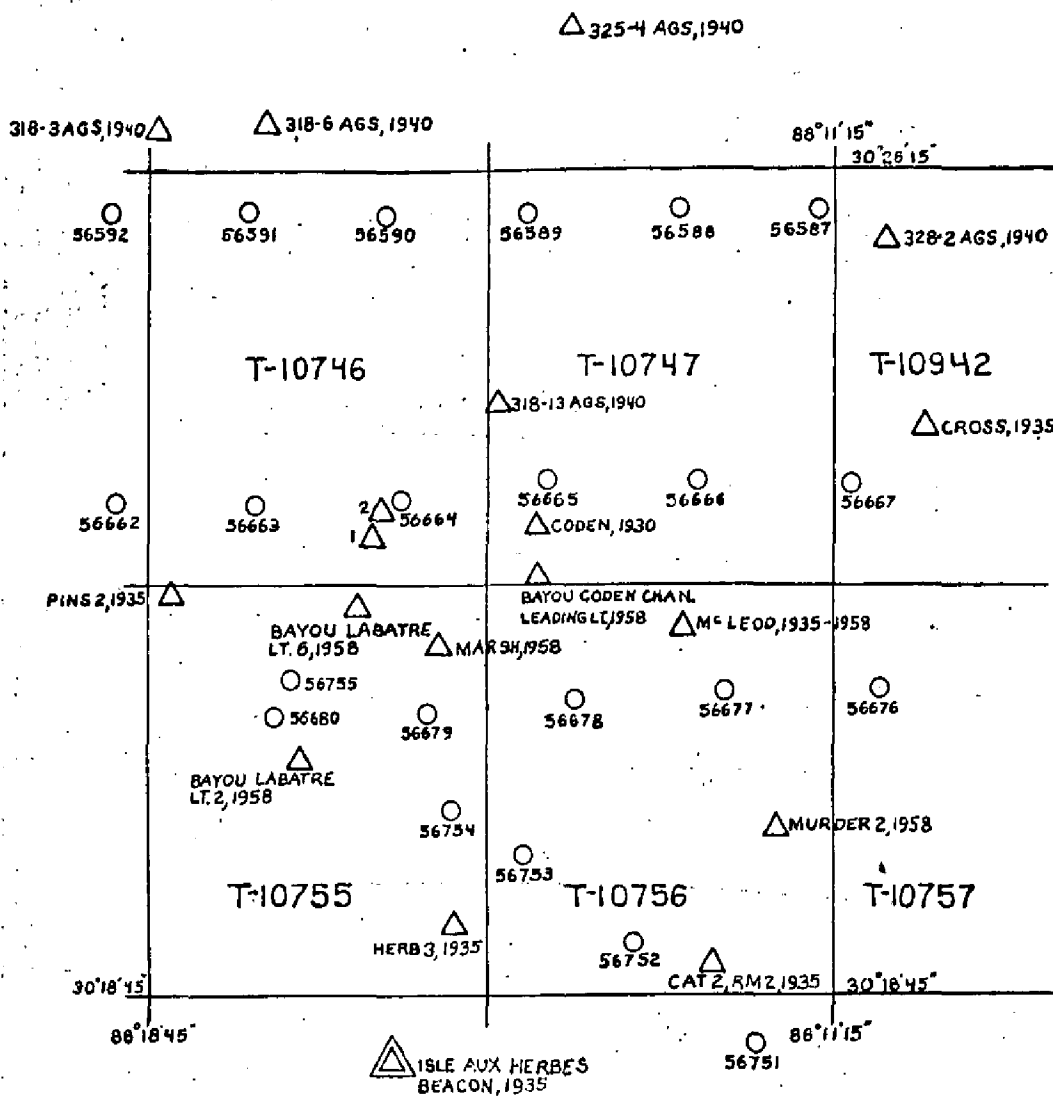 325-4 AGS, 1940
318-3 AGS, 1940
318-6 AGS, 1940
88°11'15"
30°26'15"
56592
56591
56590
56589
56588
56587
328-2 AGS, 1940
T-10746
T-10747
T-10942
318-13 AGS, 1940
CROSS, 1935
56662
56663
2
56664
1
56665
56666
56667
CODEN, 1930
PINS 2, 1935
BAYOU CODEN CHAN.
LEADING LT, 1958
BAYOU LABATRE
LT. 6, 1958
MARSH, 1958
McLEOD, 1935-1958
56755
56680
56679
56678
56677
56676
BAYOU LABATRE
LT. 2, 1958
56754
MURDER 2, 1958
56753
T-10755
T-10756
T-10757
HERB 3, 1935
56752
CAT 2, RM 2, 1935
30°18'45"
30°18'45"
88°18'45"
88°11'15"
56751
ISLE AUX HERBES
BEACON, 1935